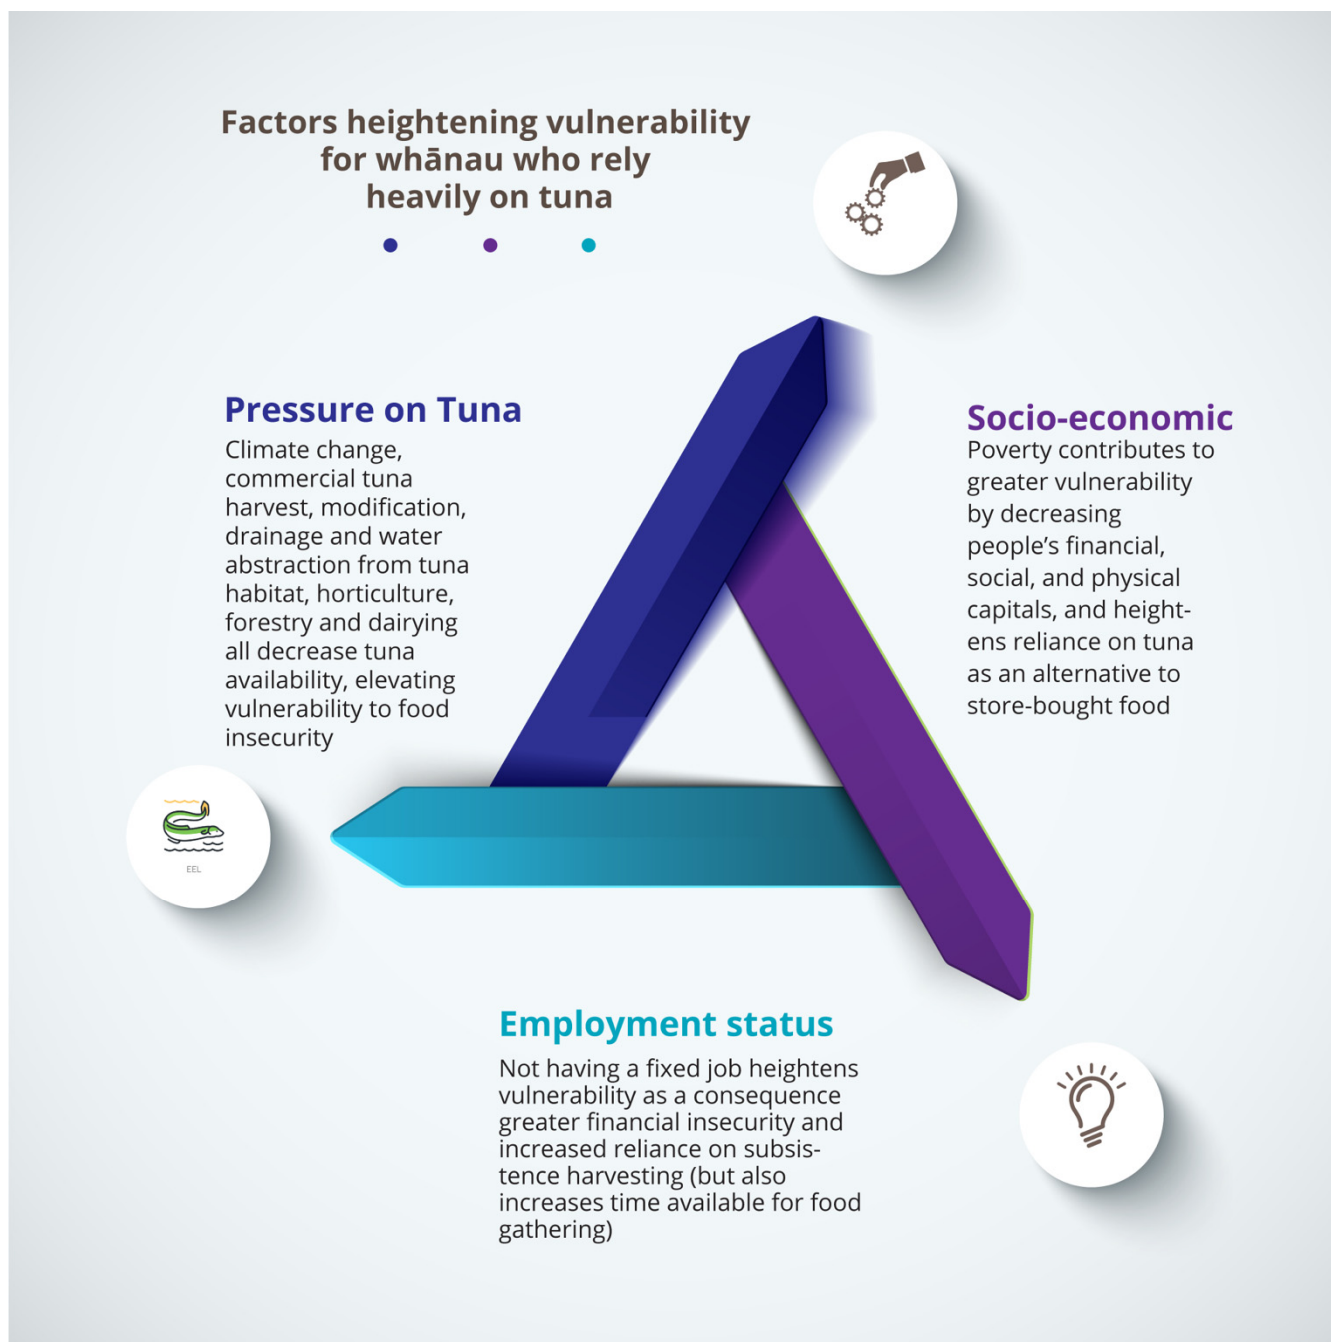 Factors heightening vulnerability
for whānau who rely
heavily on tuna
Pressure on Tuna
Climate change,
commercial tuna
harvest, modification,
drainage and water
abstraction from tuna
habitat, horticulture,
forestry and dairying
all decrease tuna
availability, elevating
vulnerability to food
insecurity
EEL
Socio-economic
Poverty contributes to
greater vulnerability
by decreasing
people’s financial,
social, and physical
capitals, and height-
ens reliance on tuna
as an alternative to
store-bought food
Employment status
Not having a fixed job heightens
vulnerability as a consequence
greater financial insecurity and
increased reliance on subsis-
tence harvesting (but also
increases time available for food
gathering)